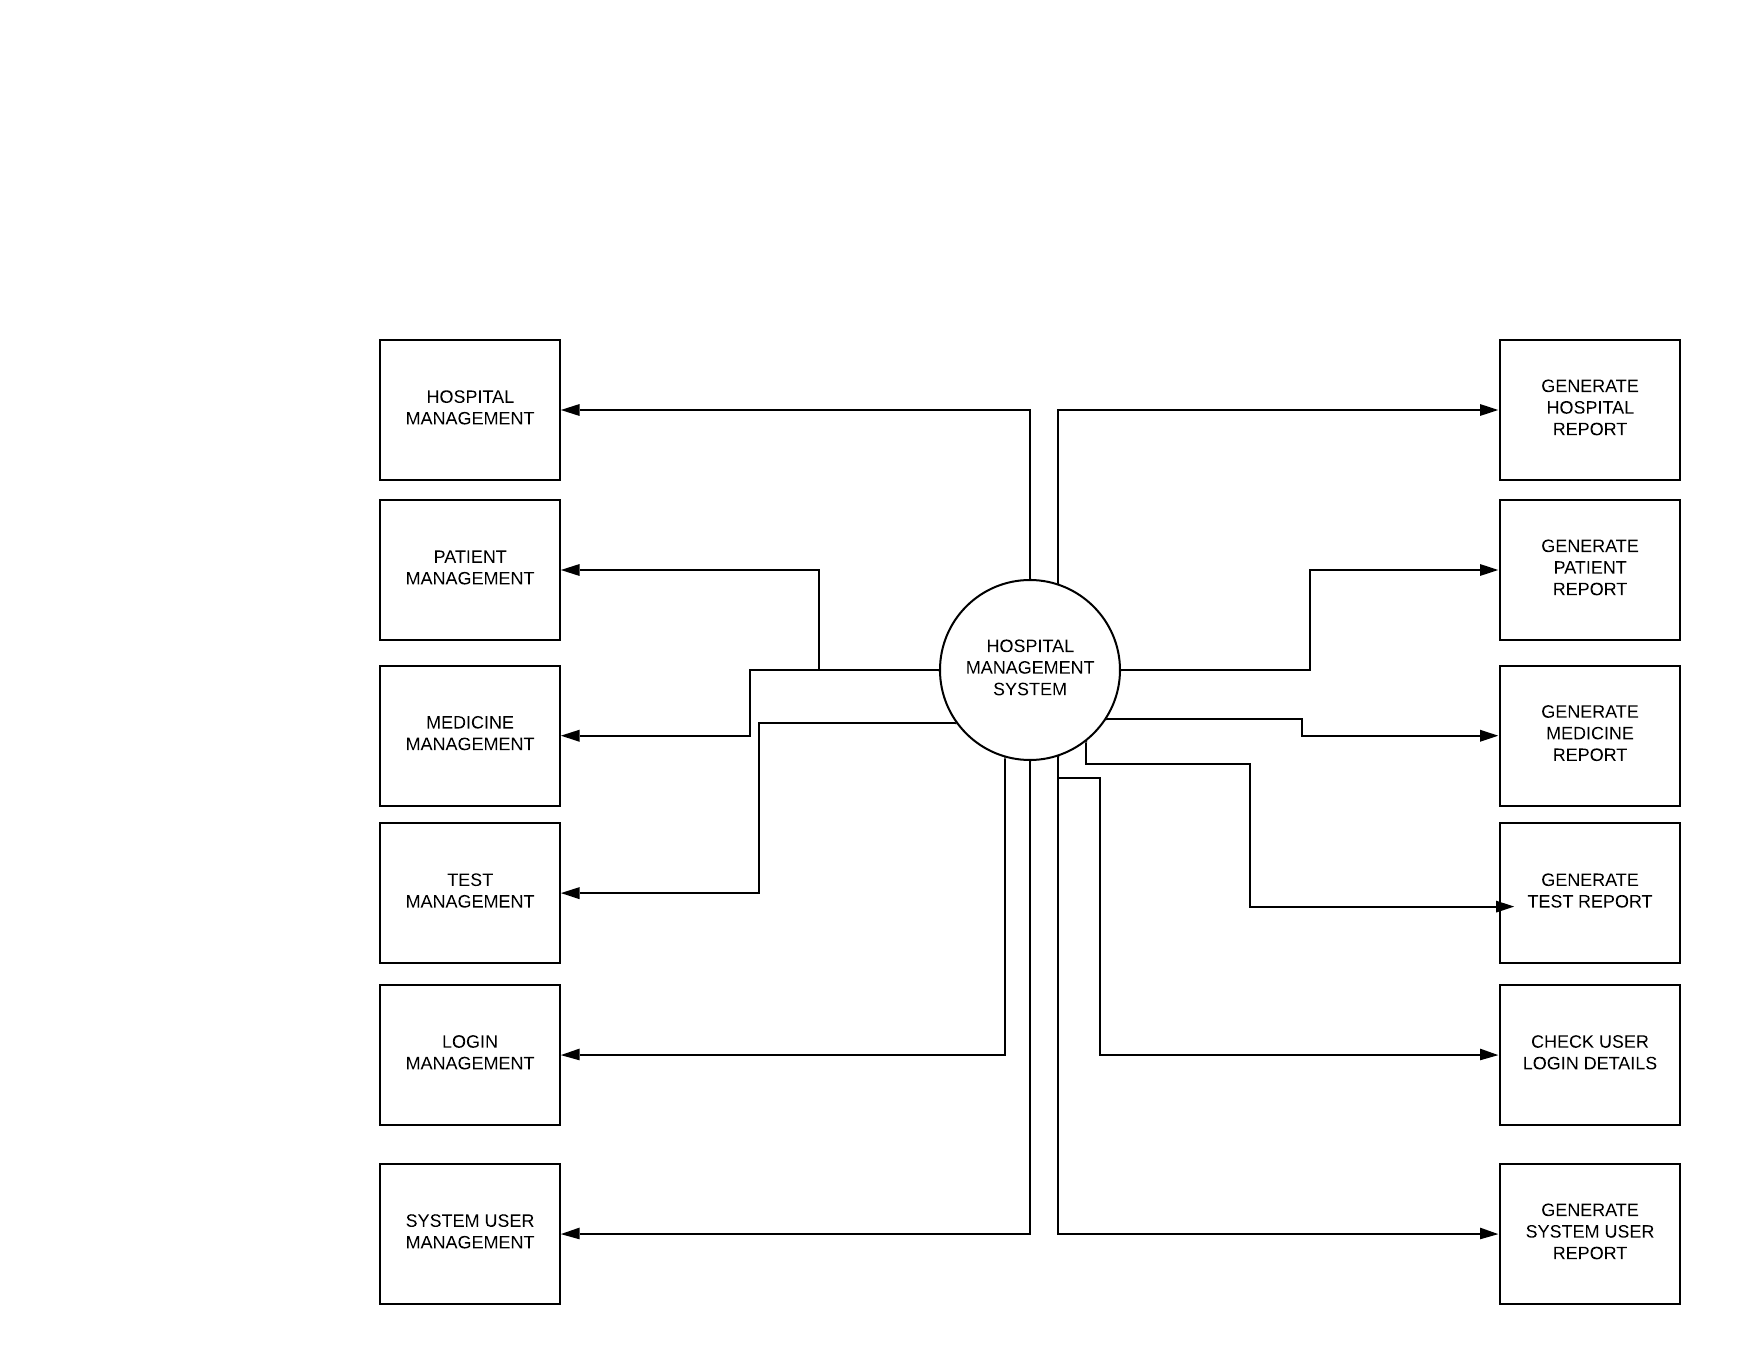 HOSPITAL
MANAGEMENT
PATIENT
MANAGEMENT
MEDICINE
MANAGEMENT
TEST
MANAGEMENT
LOGIN
MANAGEMENT
SYSTEM USER
MANAGEMENT
HOSPITAL
MANAGEMENT
SYSTEM
GENERATE
HOSPITAL
REPORT
GENERATE
PATIENT
REPORT
GENERATE
MEDICINE
REPORT
GENERATE
TEST REPORT
CHECK USER
LOGIN DETAILS
GENERATE
SYSTEM USER
REPORT